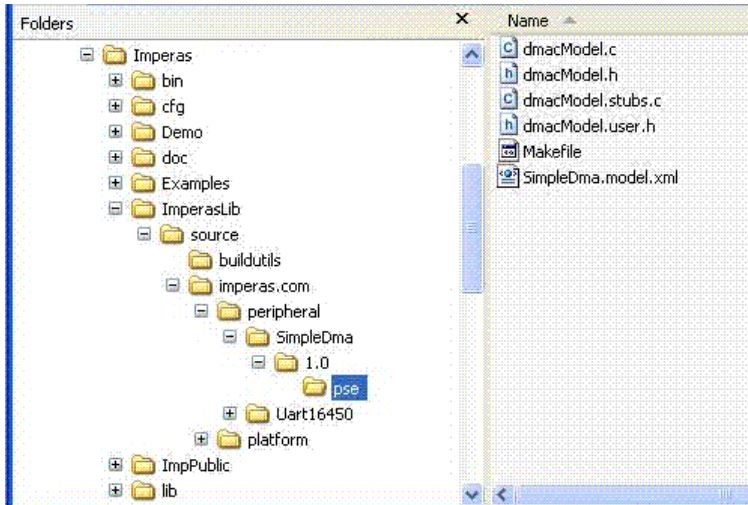 Folders
Imperas
bin
cfg
Demo
doc
Examples
ImperasLib
source
buildutils
imperas.com
peripheral
SimpleDma
1.0
pse
Uart16450
platform
ImpPublic
lib
Name
dmacModel.c
dmacModel.h
dmacModel.stubs.c
dmacModel.user.h
Makefile
SimpleDma.model.xml